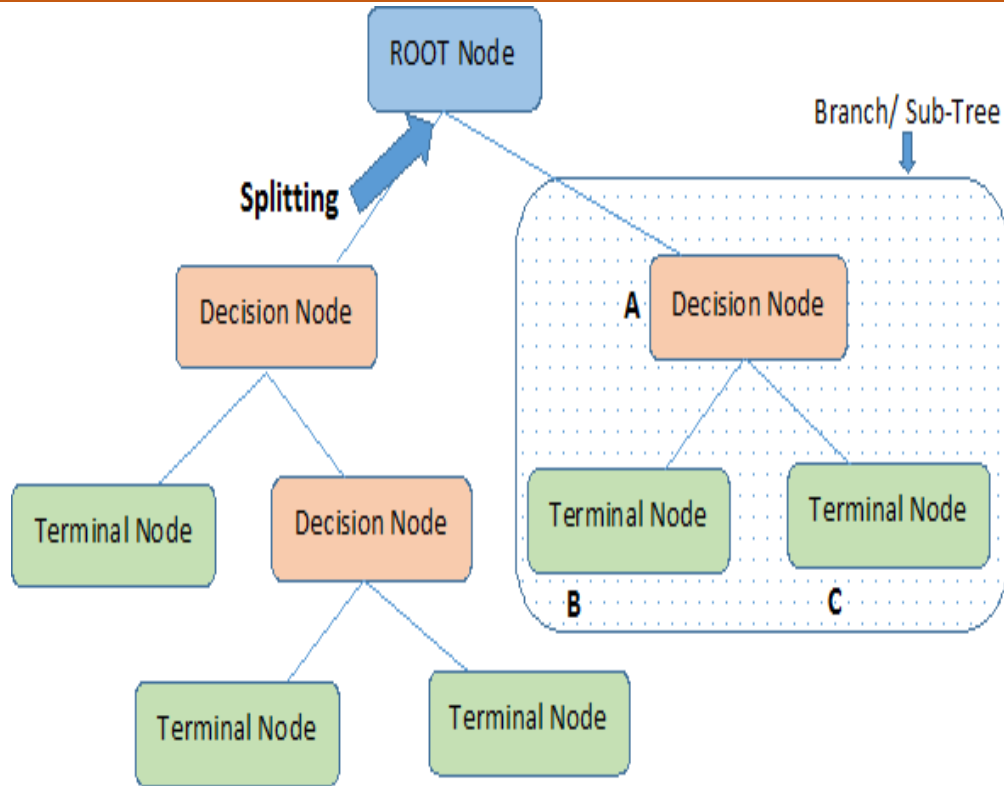 ROOT Node
Branch/ Sub-Tree
Splitting
Decision Node
A
Decision Node
Terminal Node
Decision Node
Terminal Node
Terminal Node
B
C
Terminal Node
Terminal Node